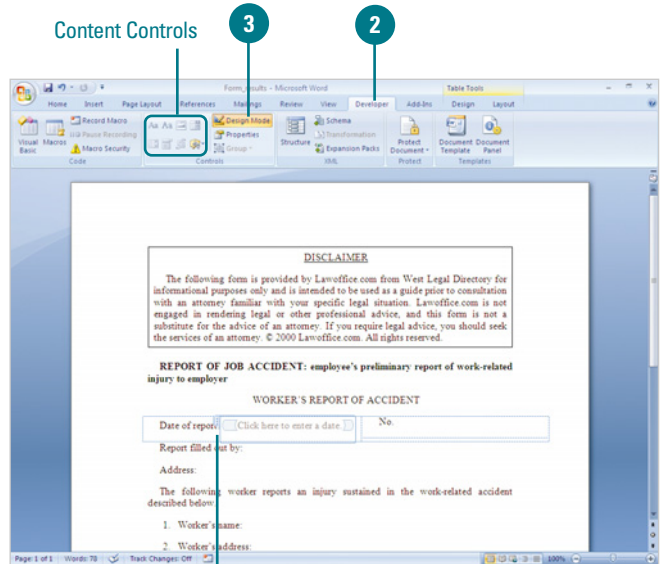 Content Controls
3
2
Form_results - Microsoft Word
Table Tools
Home Insert Page Layout References Mailings Review View Developer Add-Ins Design Layout
Visual Basic
Macros
Record Macro
Pause Recording
Macro Security
Code
Aa Aa
Design Mode
Properties
Group
Controls
Structure
Schema
Transformation
Expansion Packs
XML
Protect Document
Protect
Document Template
Document Panel
Templates
DISCLAIMER
The following form is provided by Lawoffice.com from West Legal Directory for
informational purposes only and is intended to be used as a guide prior to consultation
with an attorney familiar with your specific legal situation. Lawoffice.com is not
engaged in rendering legal or other professional advice, and this form is not a
substitute for the advice of an attorney. If you require legal advice, you should seek
the services of an attorney. © 2000 Lawoffice.com. All rights reserved.
REPORT OF JOB ACCIDENT: employee's preliminary report of work-related
injury to employer
WORKER'S REPORT OF ACCIDENT
Date of report: Click here to enter a date. No.
Report filled out by:
Address:
The following worker reports an injury sustained in the work-related accident
described below
1. Worker's name:
2. Worker's address:
Page: 1 of 1 Words: 78 Track Changes: Off 100%